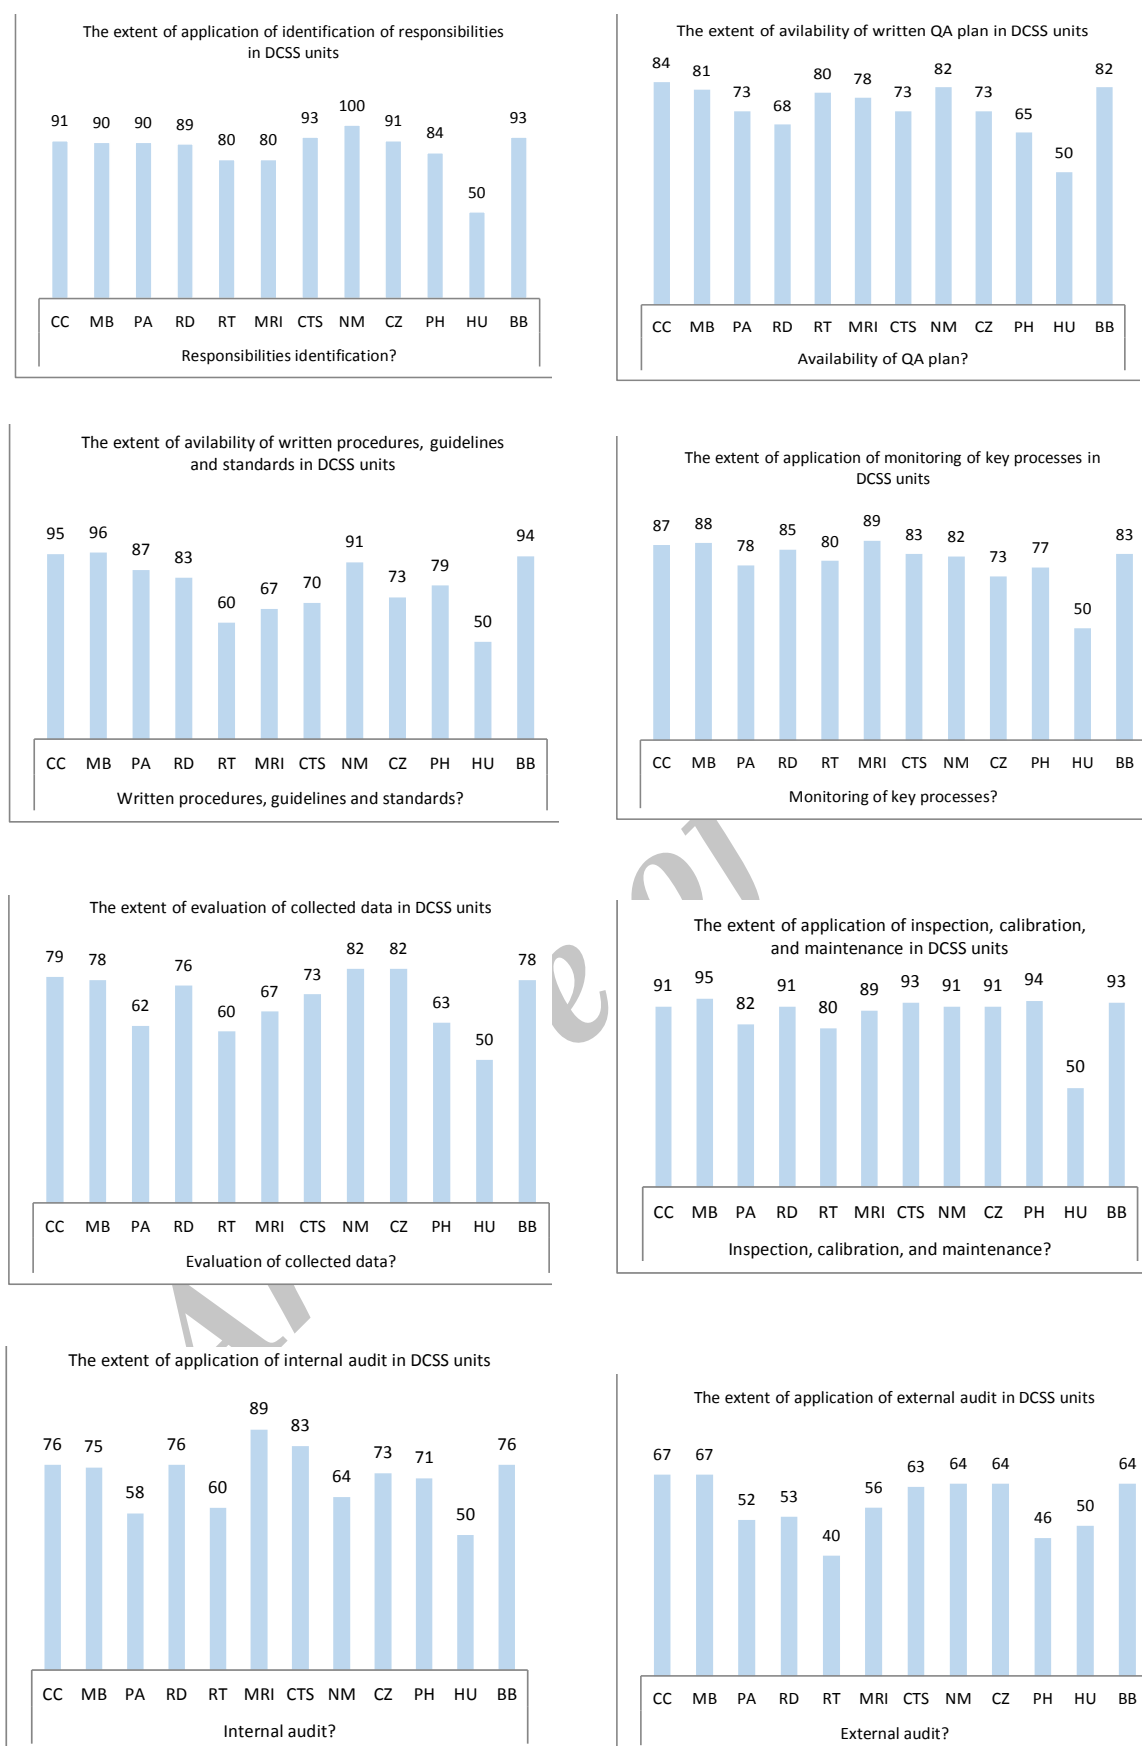 The extent of application of identification of responsibilities
in DCSS units
91 90 90 89 80 80 93 100 91 84 50 93
CC MB PA RD RT MRI CTS NM CZ PH HU BB
Responsibilities identification?
The extent of avilability of written QA plan in DCSS units
84 81 73 68 80 78 73 82 73 65 50 82
CC MB PA RD RT MRI CTS NM CZ PH HU BB
Availability of QA plan?
The extent of avilability of written procedures, guidelines
and standards in DCSS units
95 96 87 83 60 67 70 91 73 79 50 94
CC MB PA RD RT MRI CTS NM CZ PH HU BB
Written procedures, guidelines and standards?
The extent of application of monitoring of key processes in
DCSS units
87 88 78 85 80 89 83 82 73 77 50 83
CC MB PA RD RT MRI CTS NM CZ PH HU BB
Monitoring of key processes?
The extent of evaluation of collected data in DCSS units
79 78 62 76 60 67 73 82 82 63 50 78
CC MB PA RD RT MRI CTS NM CZ PH HU BB
Evaluation of collected data?
The extent of application of inspection, calibration,
and maintenance in DCSS units
91 95 82 91 80 89 93 91 91 94 50 93
CC MB PA RD RT MRI CTS NM CZ PH HU BB
Inspection, calibration, and maintenance?
The extent of application of internal audit in DCSS units
76 75 58 76 60 89 83 64 73 71 50 76
CC MB PA RD RT MRI CTS NM CZ PH HU BB
Internal audit?
The extent of application of external audit in DCSS units
67 67 52 53 40 56 63 64 64 46 50 64
CC MB PA RD RT MRI CTS NM CZ PH HU BB
External audit?